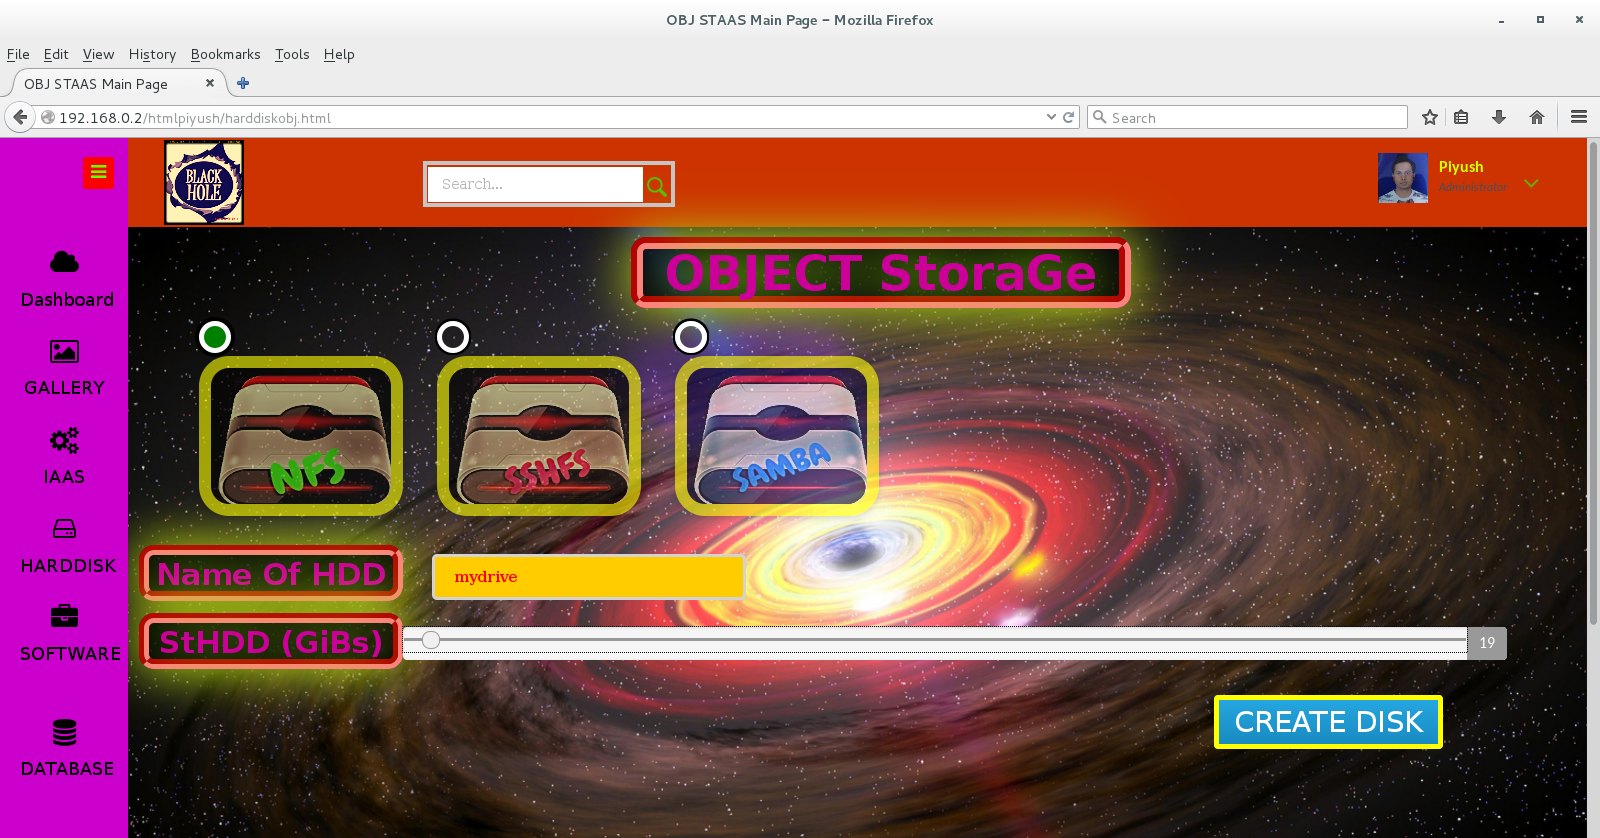 OBJ STAAS Main Page - Mozilla Firefox
File Edit View History Bookmarks Tools Help
OBJ STAAS Main Page
192.168.0.2/htmlpiyush/harddiskobj.html
Search
BLACK
HOLE
Search...
Piyush
Administrator
Dashboard
GALLERY
IAAS
HARDDISK
SOFTWARE
DATABASE
OBJECT StoraGe
NFS
SSHFS
SAMBA
Name Of HDD
mydrive
StHDD (GiBs)
19
CREATE DISK